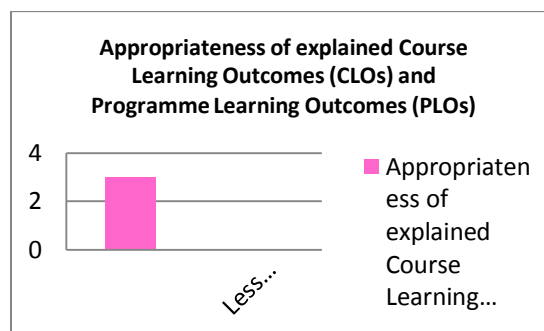 Appropriateness of explained Course
Learning Outcomes (CLOs) and
Programme Learning Outcomes (PLOs)
4
2
0
Less...
Appropriaten
ess of
explained
Course
Learning...